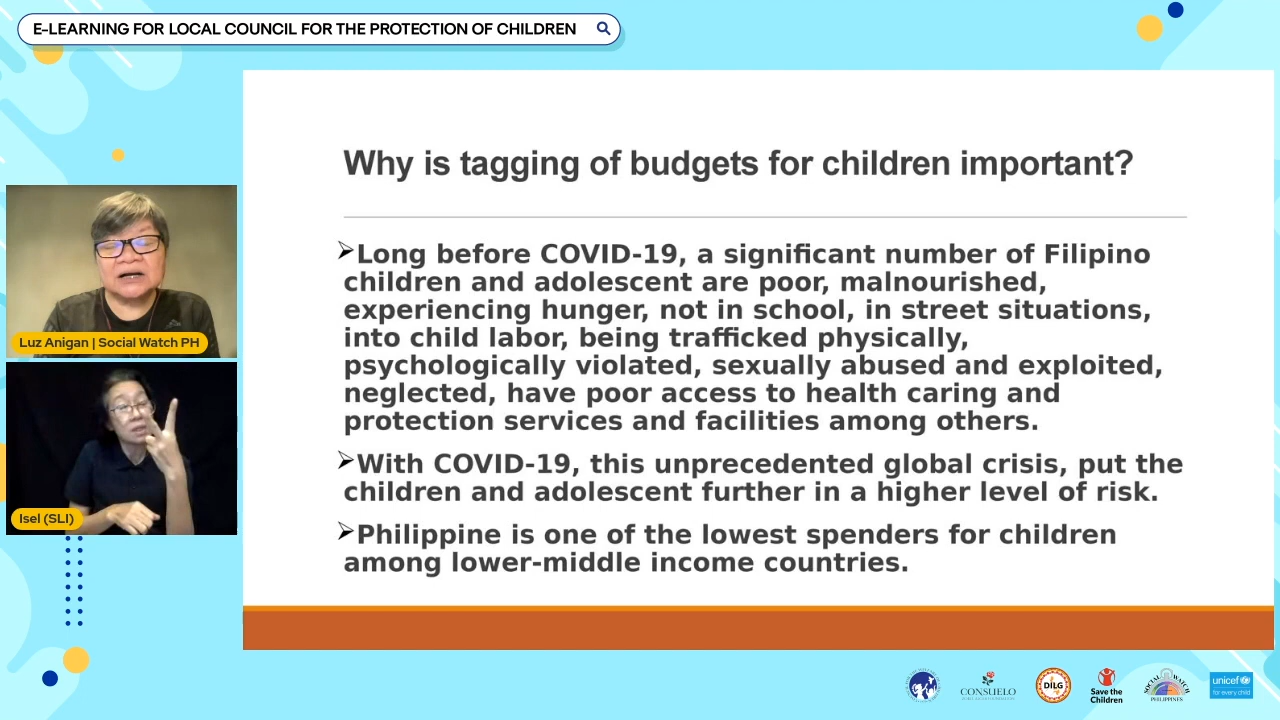 E-LEARNING FOR LOCAL COUNCIL FOR THE PROTECTION OF CHILDREN
Why is tagging of budgets for children important?
➢Long before COVID-19, a significant number of Filipino
children and adolescent are poor, malnourished,
experiencing hunger, not in school, in street situations,
into child labor, being trafficked physically,
psychologically violated, sexually abused and exploited,
neglected, have poor access to health caring and
protection services and facilities among others.
➢With COVID-19, this unprecedented global crisis, put the
children and adolescent further in a higher level of risk.
➢Philippine is one of the lowest spenders for children
among lower-middle income countries.
Luz Anigan | Social Watch PH
Isel (SLI)
CONSUELO
DILG
Save the
Children
SOCIAL WATCH
PHILIPPINES
unicef
for every child